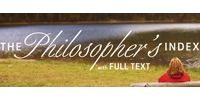 THE Philosopher's INDEX
with FULL TEXT